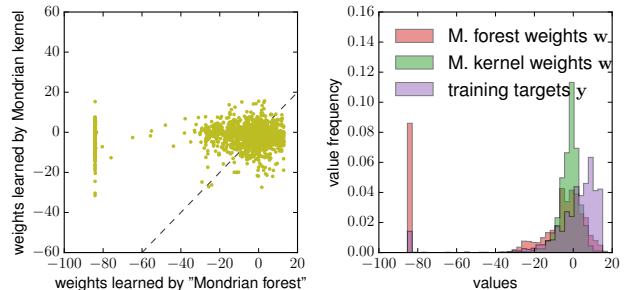 60
40
20
0
−20
−40
−60
−100 −80 −60 −40 −20 0 20
weights learned by "Mondrian forest"
weights learned by Mondrian kernel
0.16
0.14
0.12
0.10
0.08
0.06
0.04
0.02
0.00
−100 −80 −60 −40 −20 0 20
values
value frequency
M. forest weights w
M. kernel weights w
training targets y